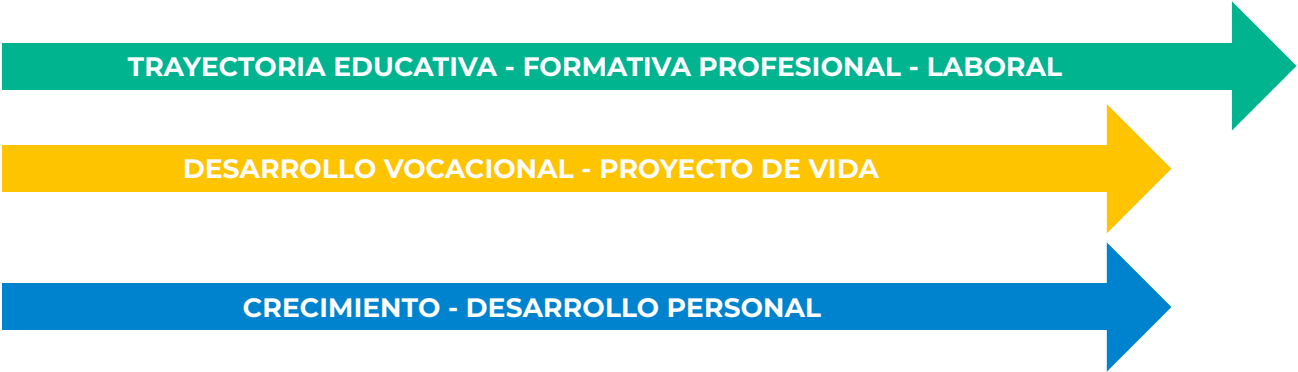 TRAYECTORIA EDUCATIVA - FORMATIVA PROFESIONAL - LABORAL
DESARROLLO VOCACIONAL - PROYECTO DE VIDA
CRECIMIENTO - DESARROLLO PERSONAL